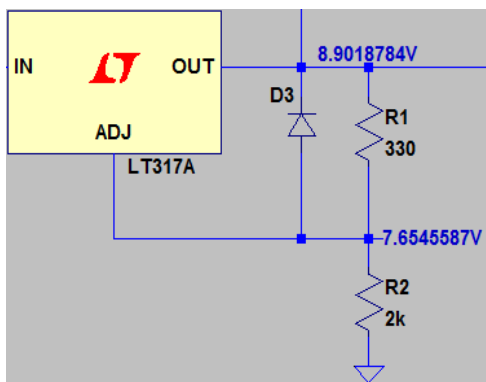 8.9018784V
IN
OUT
D3
R1
330
ADJ
LT317A
7.6545587V
R2
2k